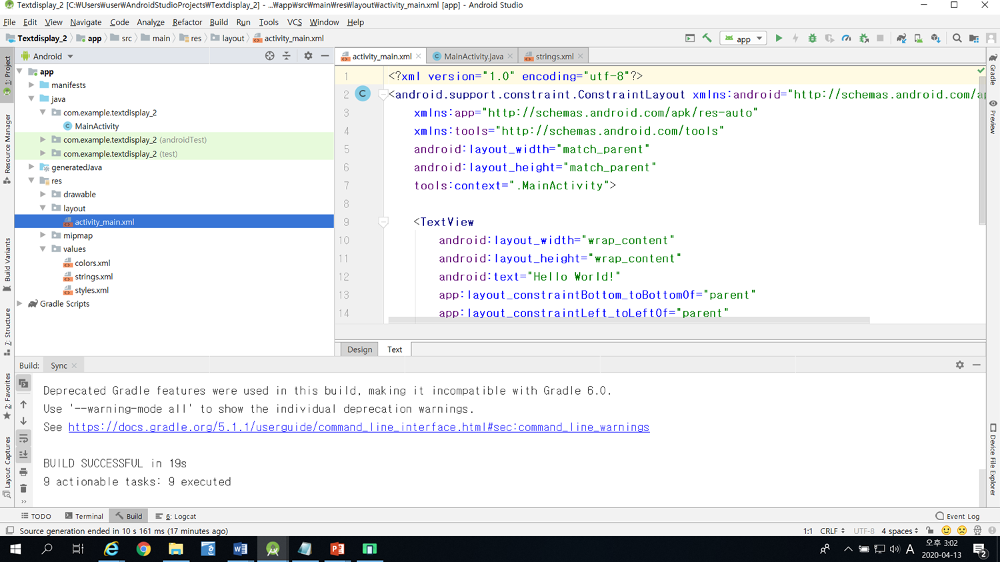 Textdisplay_2 [C:₩Users₩user₩AndroidStudioProjects₩Textdisplay_2] - ...₩app₩src₩main₩res₩layout₩activity_main.xml [app] - Android Studio
File Edit View Navigate Code Analyze Refactor Build Run Tools VCS Window Help
Textdisplay_2 app src main res layout activity_main.xml
app
1: Project
Resource Manager
Build Variants
7: Structure
2: Favorites
Layout Captures
Android
app
manifests
java
com.example.textdisplay_2
MainActivity
com.example.textdisplay_2 (androidTest)
com.example.textdisplay_2 (test)
generatedJava
res
drawable
layout
activity_main.xml
mipmap
values
colors.xml
strings.xml
styles.xml
Gradle Scripts
activity_main.xml MainActivity.java strings.xml
1 <?xml version="1.0" encoding="utf-8"?>
2 <android.support.constraint.ConstraintLayout xmlns:android="http://schemas.android.com/ap
3 xmlns:app="http://schemas.android.com/apk/res-auto"
4 xmlns:tools="http://schemas.android.com/tools"
5 android:layout_width="match_parent"
6 android:layout_height="match_parent"
7 tools:context=".MainActivity">
8
9 <TextView
10 android:layout_width="wrap_content"
11 android:layout_height="wrap_content"
12 android:text="Hello World!"
13 app:layout_constraintBottom_toBottomOf="parent"
14 app:layout_constraintLeft_toLeftOf="parent"
Design Text
Gradle
Preview
Device File Explorer
Build: Sync
Deprecated Gradle features were used in this build, making it incompatible with Gradle 6.0.
Use '--warning-mode all' to show the individual deprecation warnings.
See https://docs.gradle.org/5.1.1/userguide/command_line_interface.html#sec:command_line_warnings
BUILD SUCCESSFUL in 19s
9 actionable tasks: 9 executed
TODO Terminal Build 6: Logcat Event Log
Source generation ended in 10 s 161 ms (17 minutes ago) 1:1 CRLF UTF-8 4 spaces
A 오후 3:02
2020-04-13
2